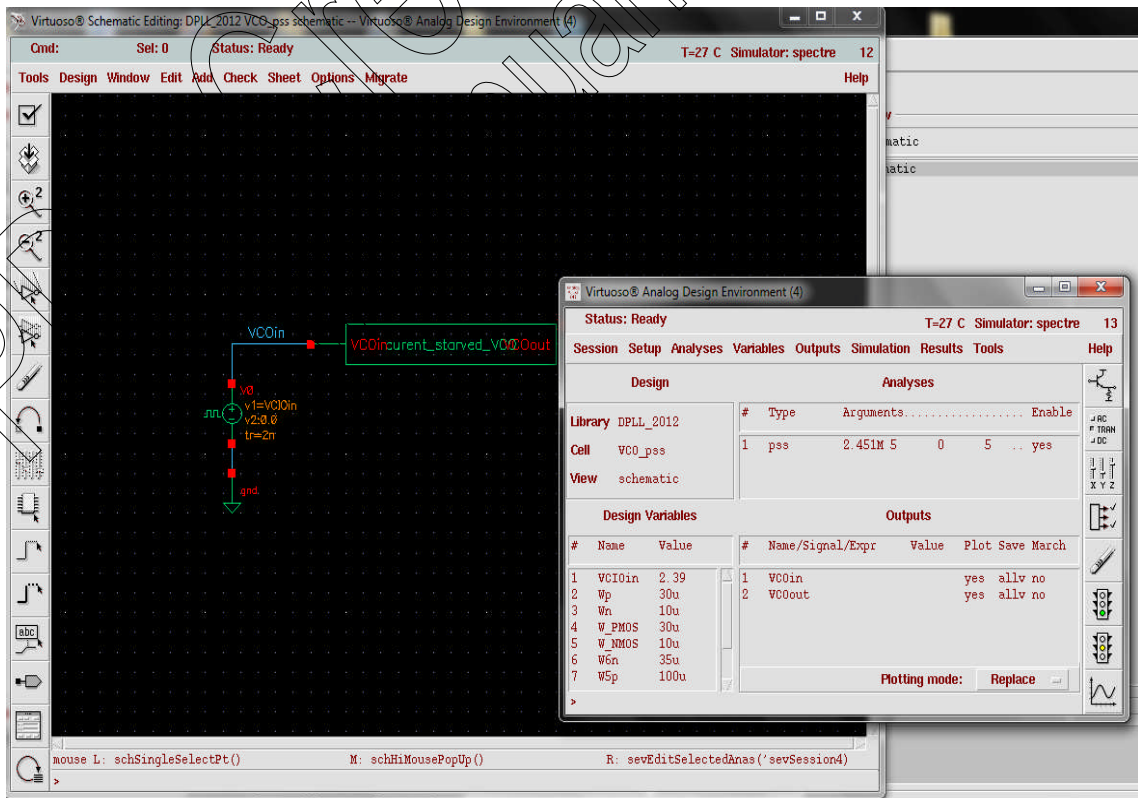 Virtuoso® Schematic Editing: DPLL_2012 VCO_pss schematic -- Virtuoso® Analog Design Environment (4)
Cmd: Sel: 0 Status: Ready T=27 C Simulator: spectre 12
Tools Design Window Edit Add Check Sheet Options Migrate Help
matic
matic
VCOin
VCOin curent_starved_VCO VCOout
V0
v1=VCIOin
v2:0.0
tr=2n
gnd
abc
mouse L: schSingleSelectPt() M: schHiMousePopUp() R: sevEditSelectedAnas('sevSession4)
>
Virtuoso® Analog Design Environment (4)
Status: Ready T=27 C Simulator: spectre 13
Session Setup Analyses Variables Outputs Simulation Results Tools Help
Design
Library DPLL_2012
Cell VCO_pss
View schematic
Analyses
# Type Arguments..................... Enable
1 pss 2.451M 5 0 5 .. yes
Design Variables
# Name Value
1 VCIOin 2.39
2 Wp 30u
3 Wn 10u
4 W_PMOS 30u
5 W_NMOS 10u
6 W6n 35u
7 W5p 100u
Outputs
# Name/Signal/Expr Value Plot Save March
1 VCOin yes allv no
2 VCOout yes allv no
Plotting mode: Replace
>
AC
TRAN
DC
X Y Z